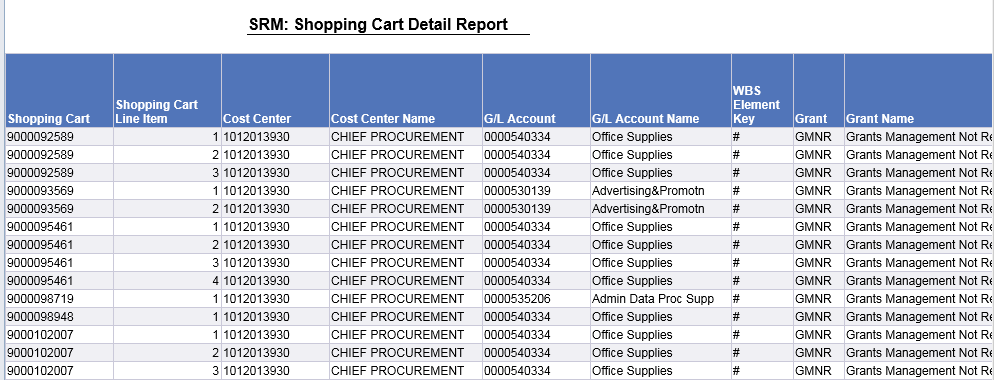 SRM: Shopping Cart Detail Report
Shopping Cart Shopping Cart Line Item Cost Center Cost Center Name G/L Account G/L Account Name WBS Element Key Grant Grant Name
9000092589 1 1012013930 CHIEF PROCUREMENT 0000540334 Office Supplies # GMNR Grants Management Not Re
9000092589 2 1012013930 CHIEF PROCUREMENT 0000540334 Office Supplies # GMNR Grants Management Not Re
9000092589 3 1012013930 CHIEF PROCUREMENT 0000540334 Office Supplies # GMNR Grants Management Not Re
9000093569 1 1012013930 CHIEF PROCUREMENT 0000530139 Advertising&Promotn # GMNR Grants Management Not Re
9000093569 2 1012013930 CHIEF PROCUREMENT 0000530139 Advertising&Promotn # GMNR Grants Management Not Re
9000095461 1 1012013930 CHIEF PROCUREMENT 0000540334 Office Supplies # GMNR Grants Management Not Re
9000095461 2 1012013930 CHIEF PROCUREMENT 0000540334 Office Supplies # GMNR Grants Management Not Re
9000095461 3 1012013930 CHIEF PROCUREMENT 0000540334 Office Supplies # GMNR Grants Management Not Re
9000095461 4 1012013930 CHIEF PROCUREMENT 0000540334 Office Supplies # GMNR Grants Management Not Re
9000098719 1 1012013930 CHIEF PROCUREMENT 0000535206 Admin Data Proc Supp # GMNR Grants Management Not Re
9000098948 1 1012013930 CHIEF PROCUREMENT 0000540334 Office Supplies # GMNR Grants Management Not Re
9000102007 1 1012013930 CHIEF PROCUREMENT 0000540334 Office Supplies # GMNR Grants Management Not Re
9000102007 2 1012013930 CHIEF PROCUREMENT 0000540334 Office Supplies # GMNR Grants Management Not Re
9000102007 3 1012013930 CHIEF PROCUREMENT 0000540334 Office Supplies # GMNR Grants Management Not Re